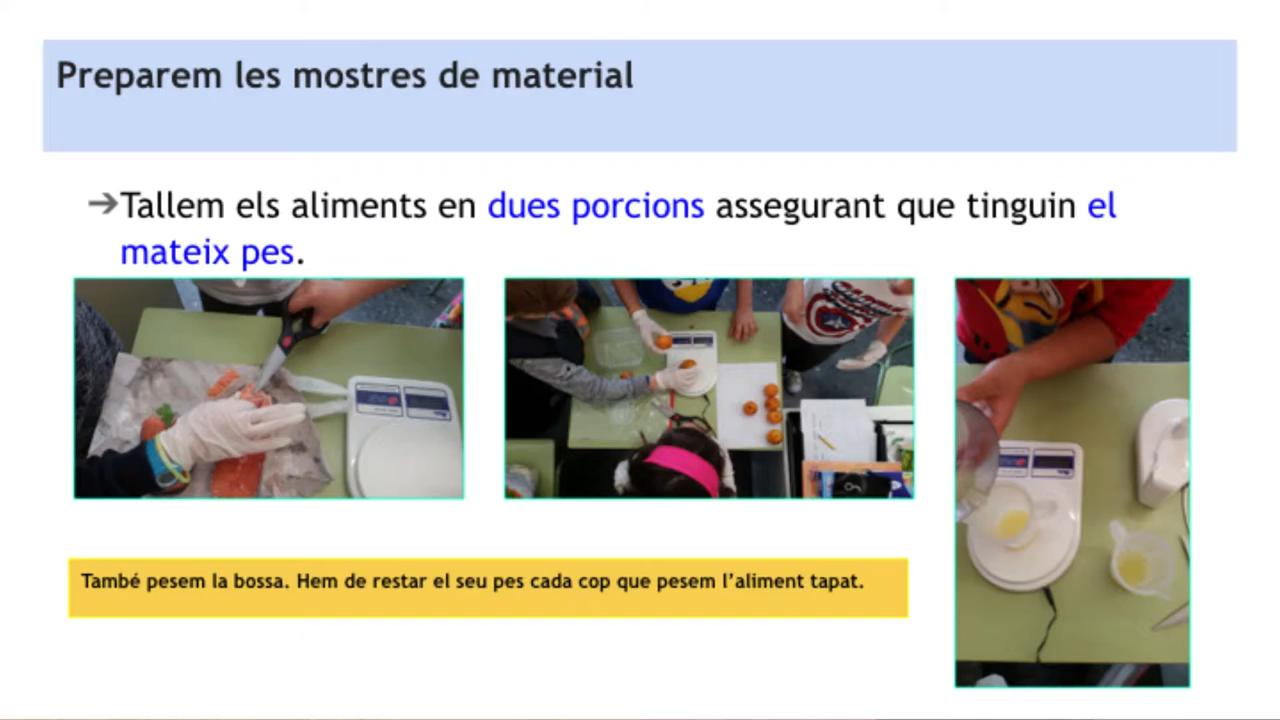 Preparem les mostres de material
➔Tallem els aliments en dues porcions assegurant que tinguin el
mateix pes.
També pesem la bossa. Hem de restar el seu pes cada cop que pesem l’aliment tapat.